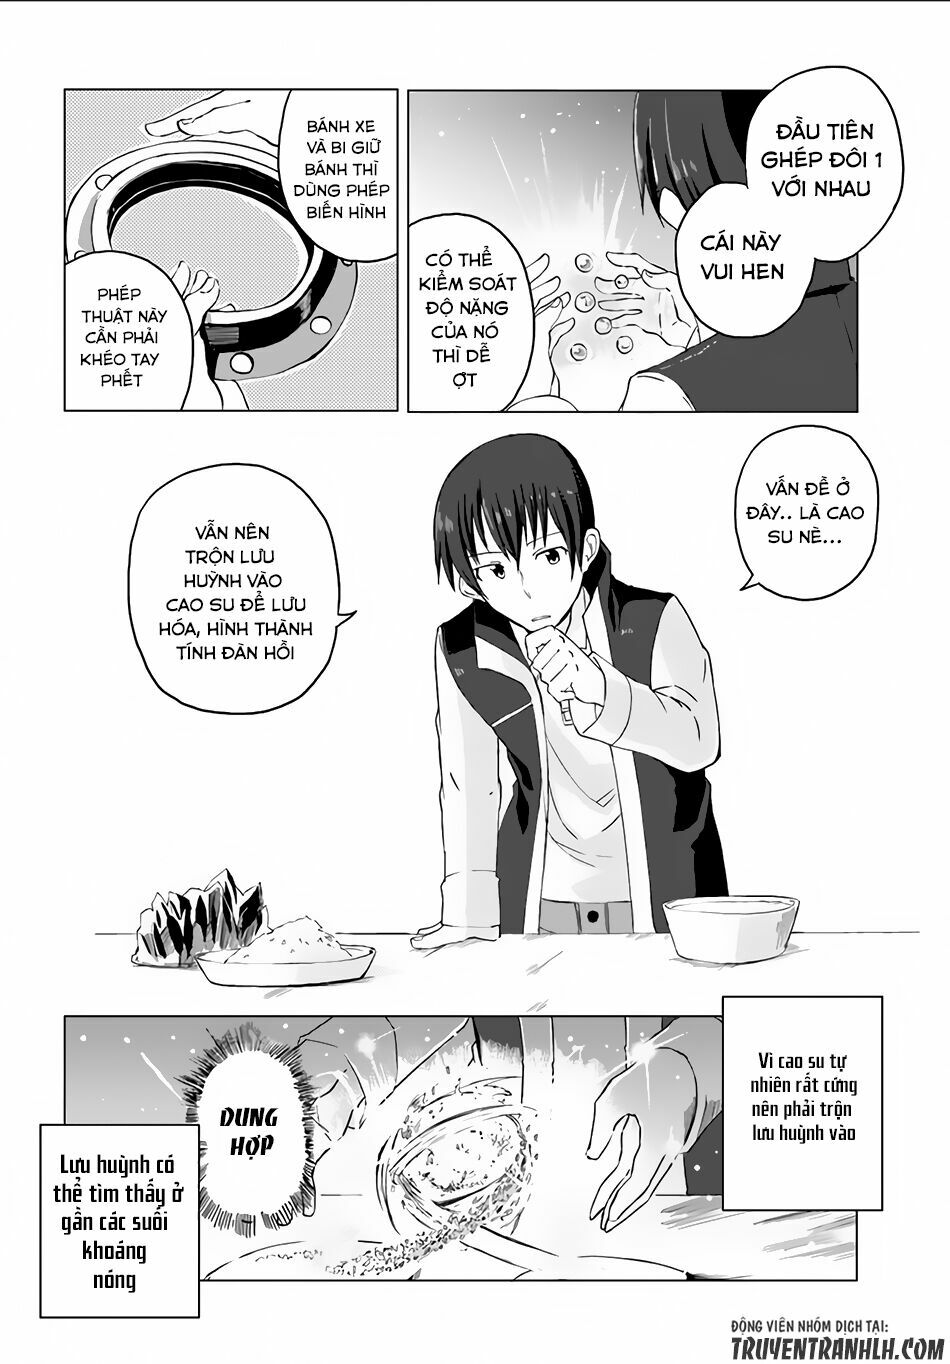 ĐẦU TIÊN
GHÉP ĐÔI 1
VỚI NHAU
CÁI NÀY
VUI HEN
CÓ THỂ
KIỂM SOÁT
ĐỘ NẶNG
CỦA NÓ
THÌ DỄ
ỢT
BÁNH XE
VÀ BI GIỮ
BÁNH THÌ
DÙNG PHÉP
BIẾN HÌNH
PHÉP
THUẬT NÀY
CẦN PHẢI
KHÉO TAY
PHẾT
VẤN ĐỀ Ở
ĐÂY.. LÀ CAO
SU NÈ...
VẪN NÊN
TRỘN LƯU
HUỲNH VÀO
CAO SU ĐỂ LƯU
HÓA, HÌNH THÀNH
TÍNH ĐÀN HỒI
Vì cao su tự
nhiên rất cứng
nên phải trộn
lưu huỳnh vào
DUNG
HỢP
Lưu huỳnh có
thể tìm thấy ở
gần các suối
khoáng
nóng
ĐỘNG VIÊN NHÓM DỊCH TẠI:
TRUYENTRANHLH.COM